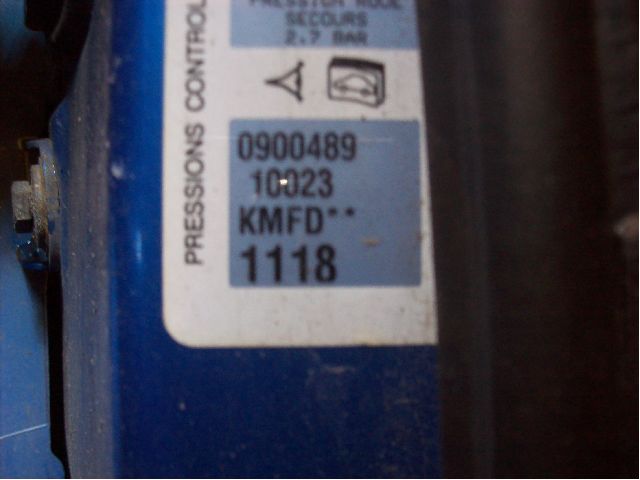 PRESSION ROUE
SECOURS
2.7 BAR
PRESSIONS CONTROL
0900489
10023
KMFD**
1118